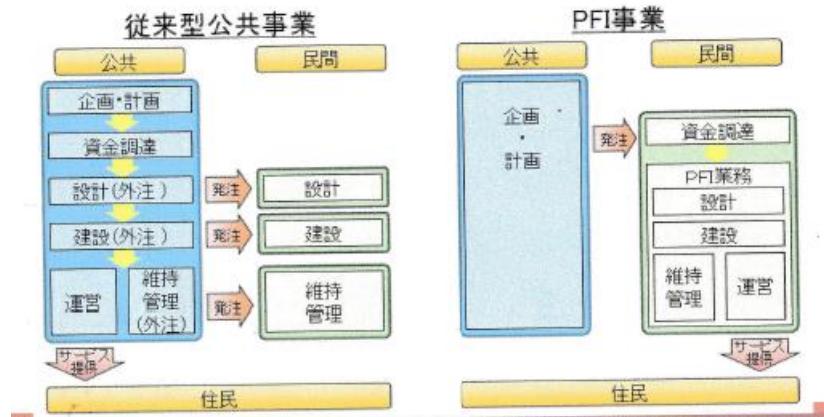 従来型公共事業
公共
民間
企画・計画
資金調達
設計(外注)
発注
設計
建設(外注)
発注
建設
運営
維持
管理
(外注)
発注
維持
管理
サービス
提供
住民
PFI事業
公共
民間
企画
・
計画
発注
資金調達
PFI業務
設計
建設
維持
管理
運営
サービス
提供
住民